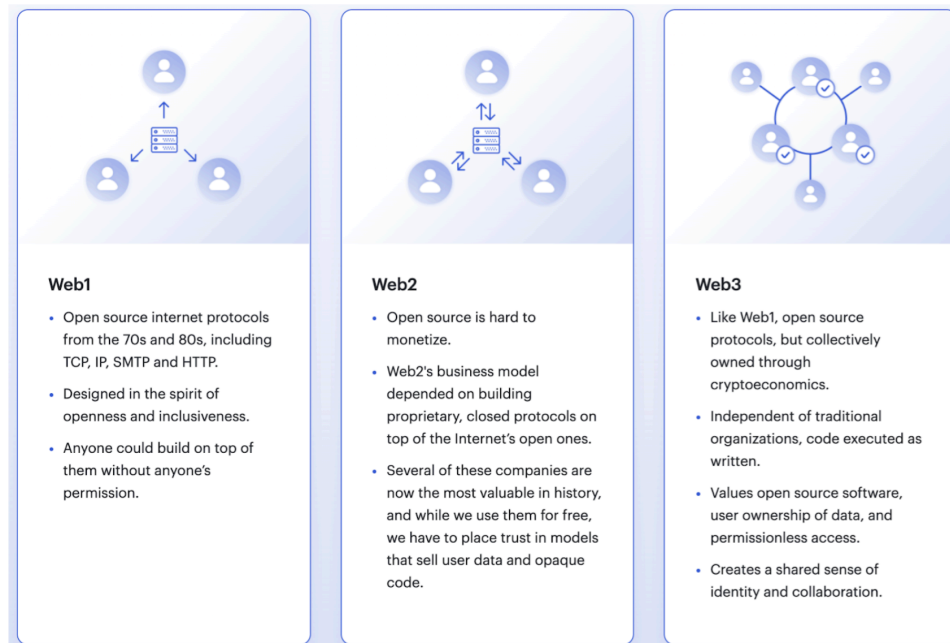 Web1
• Open source internet protocols
from the 70s and 80s, including
TCP, IP, SMTP and HTTP.
• Designed in the spirit of
openness and inclusiveness.
• Anyone could build on top of
them without anyone’s
permission.
Web2
• Open source is hard to
monetize.
• Web2's business model
depended on building
proprietary, closed protocols on
top of the Internet’s open ones.
• Several of these companies are
now the most valuable in history,
and while we use them for free,
we have to place trust in models
that sell user data and opaque
code.
Web3
• Like Web1, open source
protocols, but collectively
owned through
cryptoeconomics.
• Independent of traditional
organizations, code executed as
written.
• Values open source software,
user ownership of data, and
permissionless access.
• Creates a shared sense of
identity and collaboration.